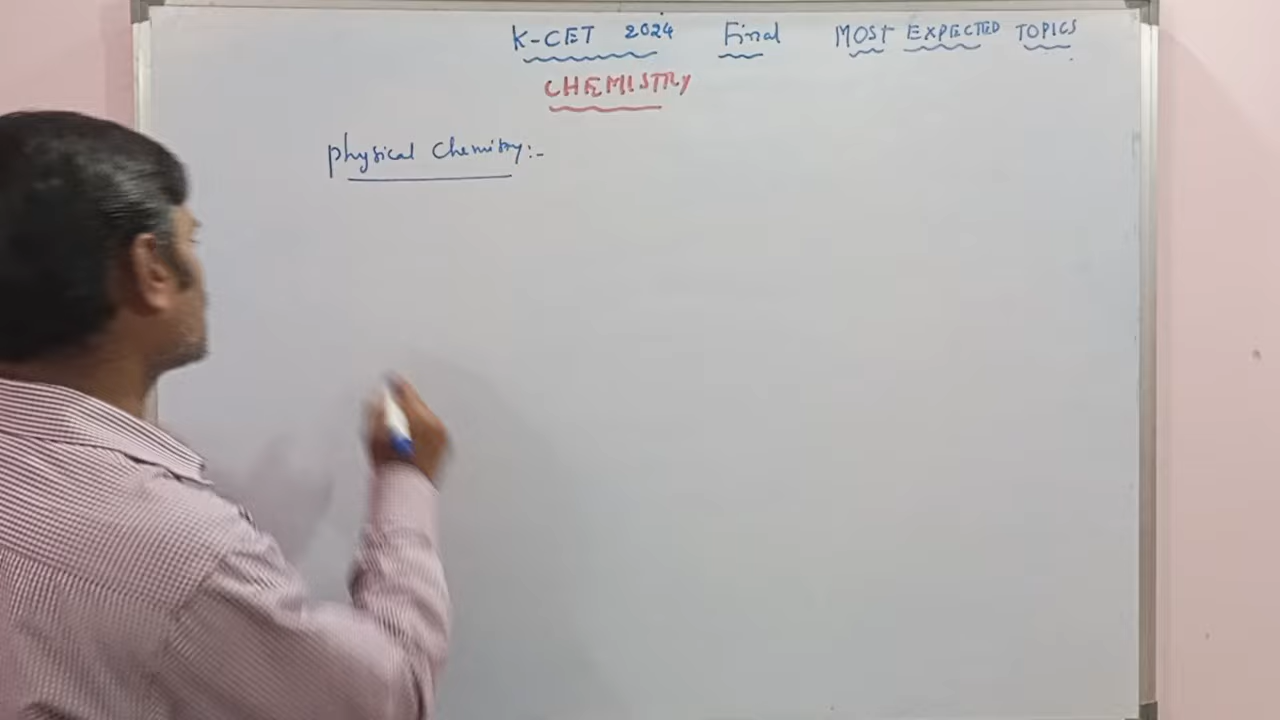 K-CET 2024 Final MOST EXPECTED TOPICS
CHEMISTRY
Physical Chemistry:-